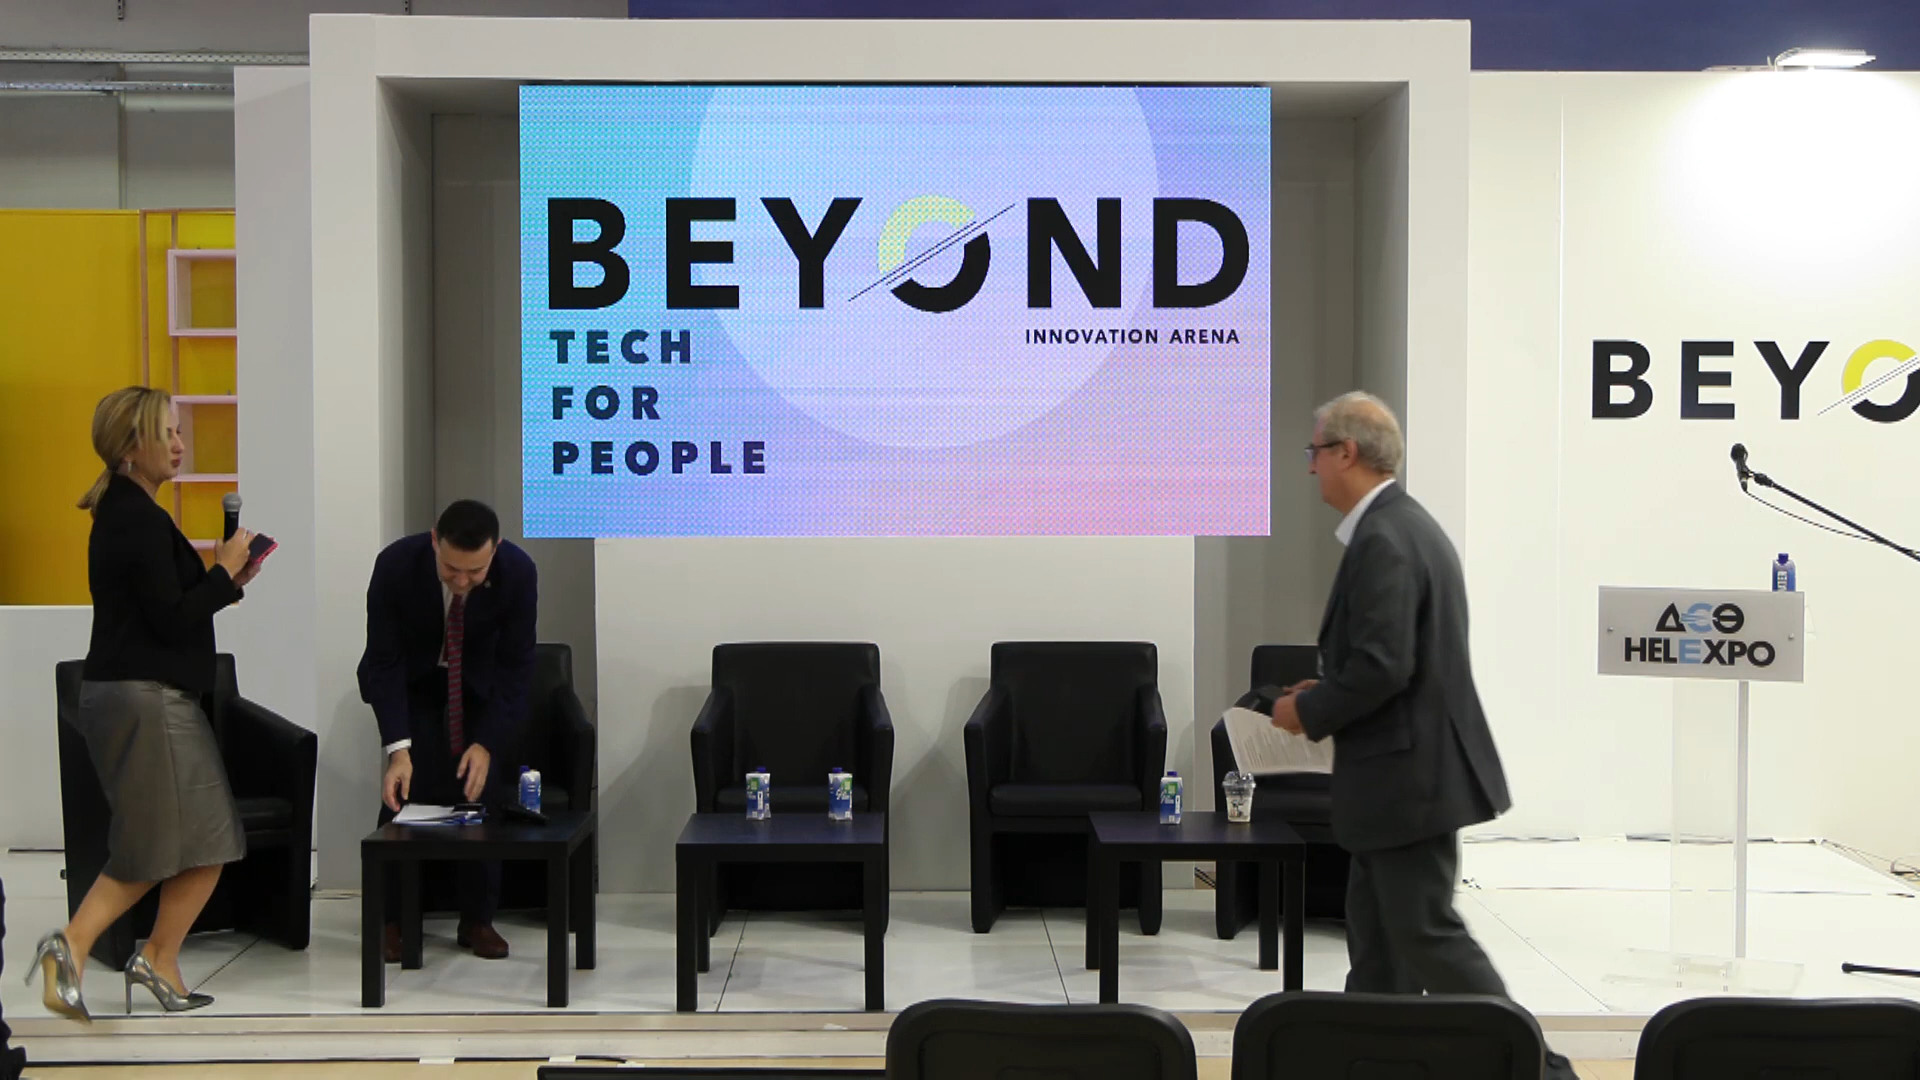 BEYOND
INNOVATION ARENA
TECH
FOR
PEOPLE
BEYO
ΔΕΘ
HELEXPO